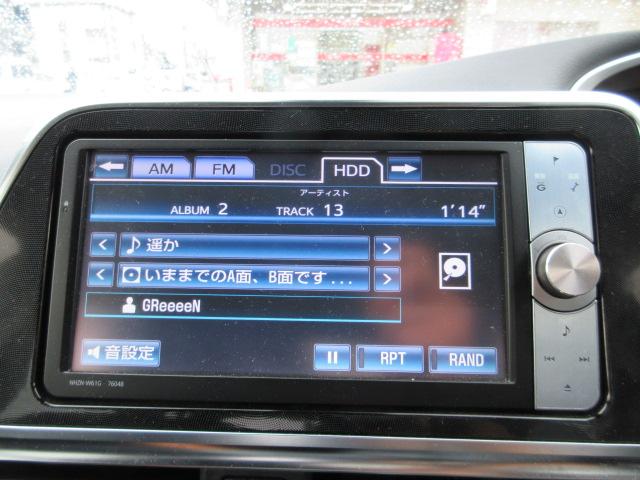 AM FM DISC HDD
アーティスト
ALBUM 2 TRACK 13 1'14"
遥か
いままでのA面、B面です...
GReeeeN
音設定 RPT RAND
NHZN-W61G 76048
G